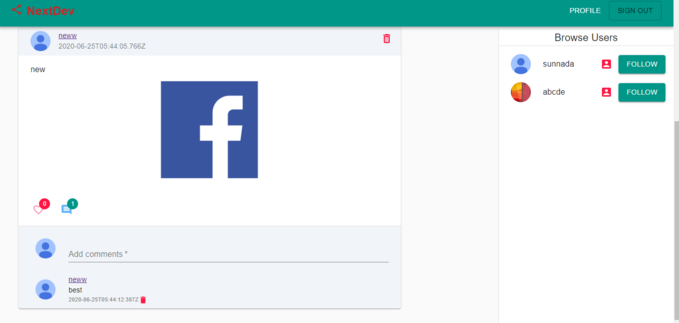 NextDev
PROFILE
SIGN OUT
neww
2020-06-25T05:44:05.766Z
new
f
0
1
Add comments *
neww
best
2020-06-25T05:44:12.387Z
Browse Users
sunnada
FOLLOW
abcde
FOLLOW